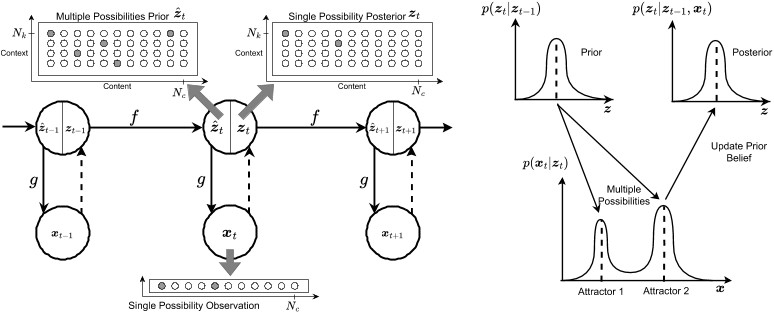 Multiple Possibilities Prior ẑ_t
N_k
Context
Content
N_c
Single Possibility Posterior z_t
N_k
Context
Content
N_c
f
f
ẑ_{t−1} z_{t−1}
ẑ_t z_t
ẑ_{t+1} z_{t+1}
g
g
g
x_{t−1}
x_t
x_{t+1}
Single Possibility Observation
N_c
p(z_t|z_{t−1})
Prior
z
p(z_t|z_{t−1}, x_t)
Posterior
z
Update Prior
Belief
p(x_t|z_t)
Multiple
Possibilities
Attractor 1
Attractor 2
x